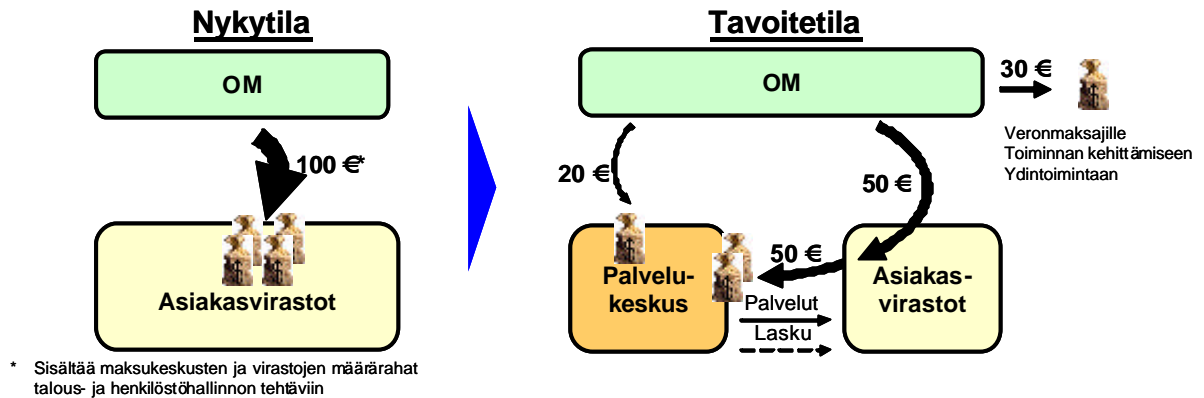 Nykytila
OM
100 €*
Asiakasvirastot
* Sisältää maksukeskusten ja virastojen määrärahat
talous- ja henkilöstöhallinnon tehtäviin
Tavoitetila
OM
30 €
Veronmaksajille
Toiminnan kehittämiseen
Ydintoimintaan
20 €
50 €
50 €
Palvelu-
keskus
Palvelut
Lasku
Asiakas-
virastot